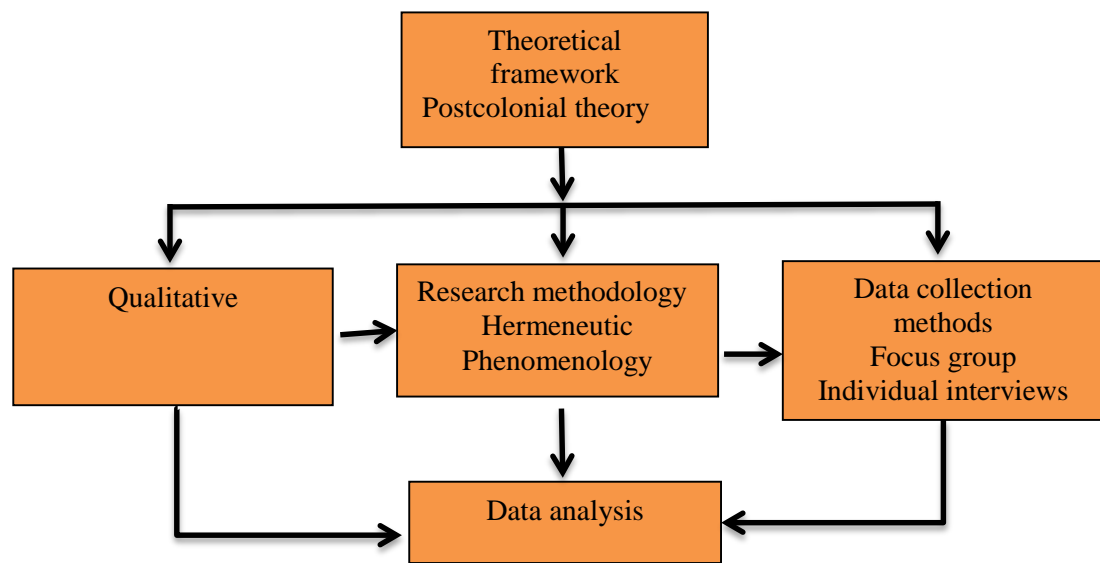 Theoretical
framework
Postcolonial theory
Qualitative
Research methodology
Hermeneutic
Phenomenology
Data collection
methods
Focus group
Individual interviews
Data analysis